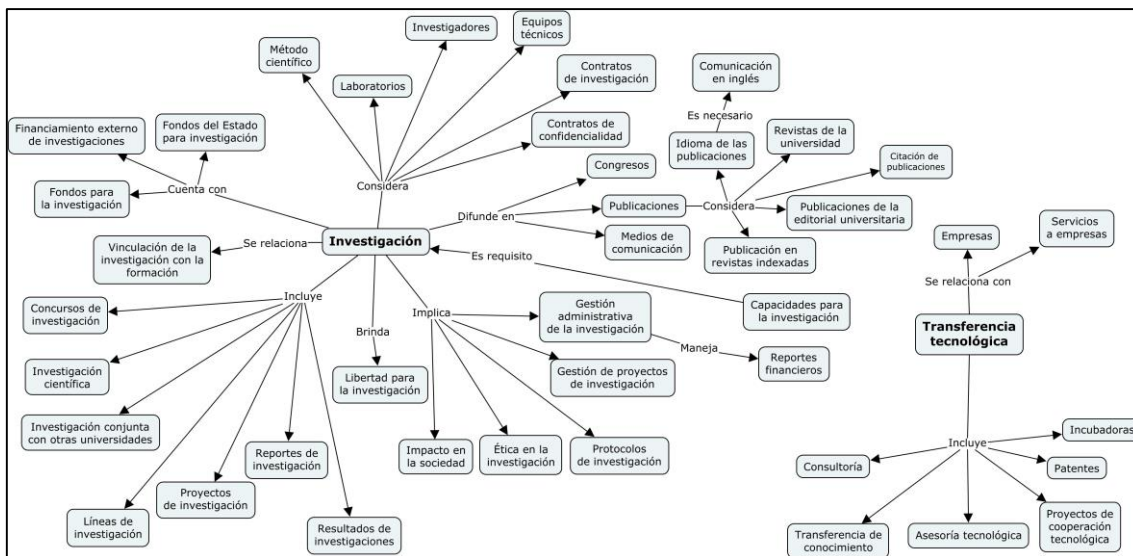 Investigadores
Equipos
técnicos
Método
científico
Laboratorios
Contratos
de investigación
Contratos de
confidencialidad
Comunicación
en inglés
Es necesario
Idioma de las
publicaciones
Revistas de la
universidad
Citación de
publicaciones
Financiamiento externo
de investigaciones
Fondos del Estado
para investigación
Fondos para
la investigación
Cuenta con
Considera
Congresos
Difunde en
Publicaciones
Considera
Publicaciones de la
editorial universitaria
Medios de
comunicación
Publicación en
revistas indexadas
Empresas
Servicios
a empresas
Se relaciona con
Vinculación de la
investigación con la
formación
Se relaciona
Investigación
Es requisito
Capacidades para
la investigación
Transferencia
tecnológica
Concursos de
investigación
Incluye
Brinda
Implica
Gestión
administrativa
de la investigación
Maneja
Reportes
financieros
Investigación
científica
Libertad para
la investigación
Gestión de proyectos
de investigación
Investigación conjunta
con otras universidades
Reportes de
investigación
Impacto en
la sociedad
Ética en la
investigación
Protocolos
de investigación
Proyectos
de investigación
Líneas de
investigación
Resultados de
investigaciones
Incluye
Incubadoras
Consultoría
Patentes
Transferencia de
conocimiento
Asesoría tecnológica
Proyectos de
cooperación
tecnológica